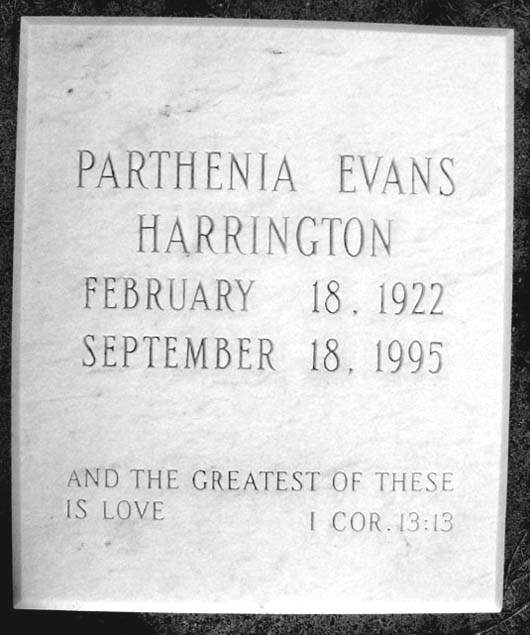 PARTHENIA EVANS
HARRINGTON
FEBRUARY 18, 1922
SEPTEMBER 18, 1995
AND THE GREATEST OF THESE
IS LOVE I COR. 13:13